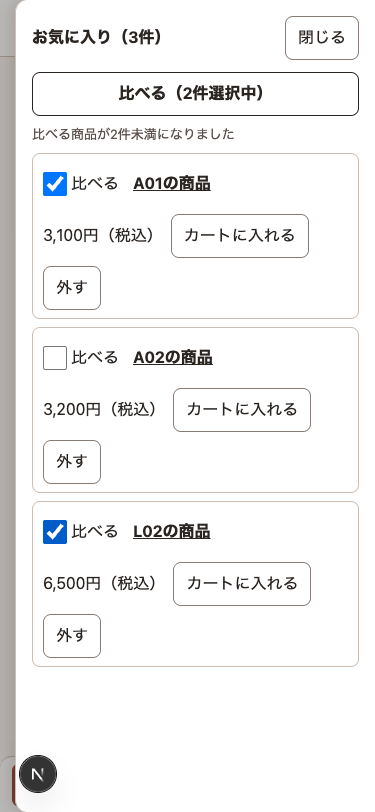 お気に入り（3件）
閉じる
比べる（2件選択中）
比べる商品が2件未満になりました
比べる A01の商品
3,100円（税込） カートに入れる
外す
比べる A02の商品
3,200円（税込） カートに入れる
外す
比べる L02の商品
6,500円（税込） カートに入れる
外す
N